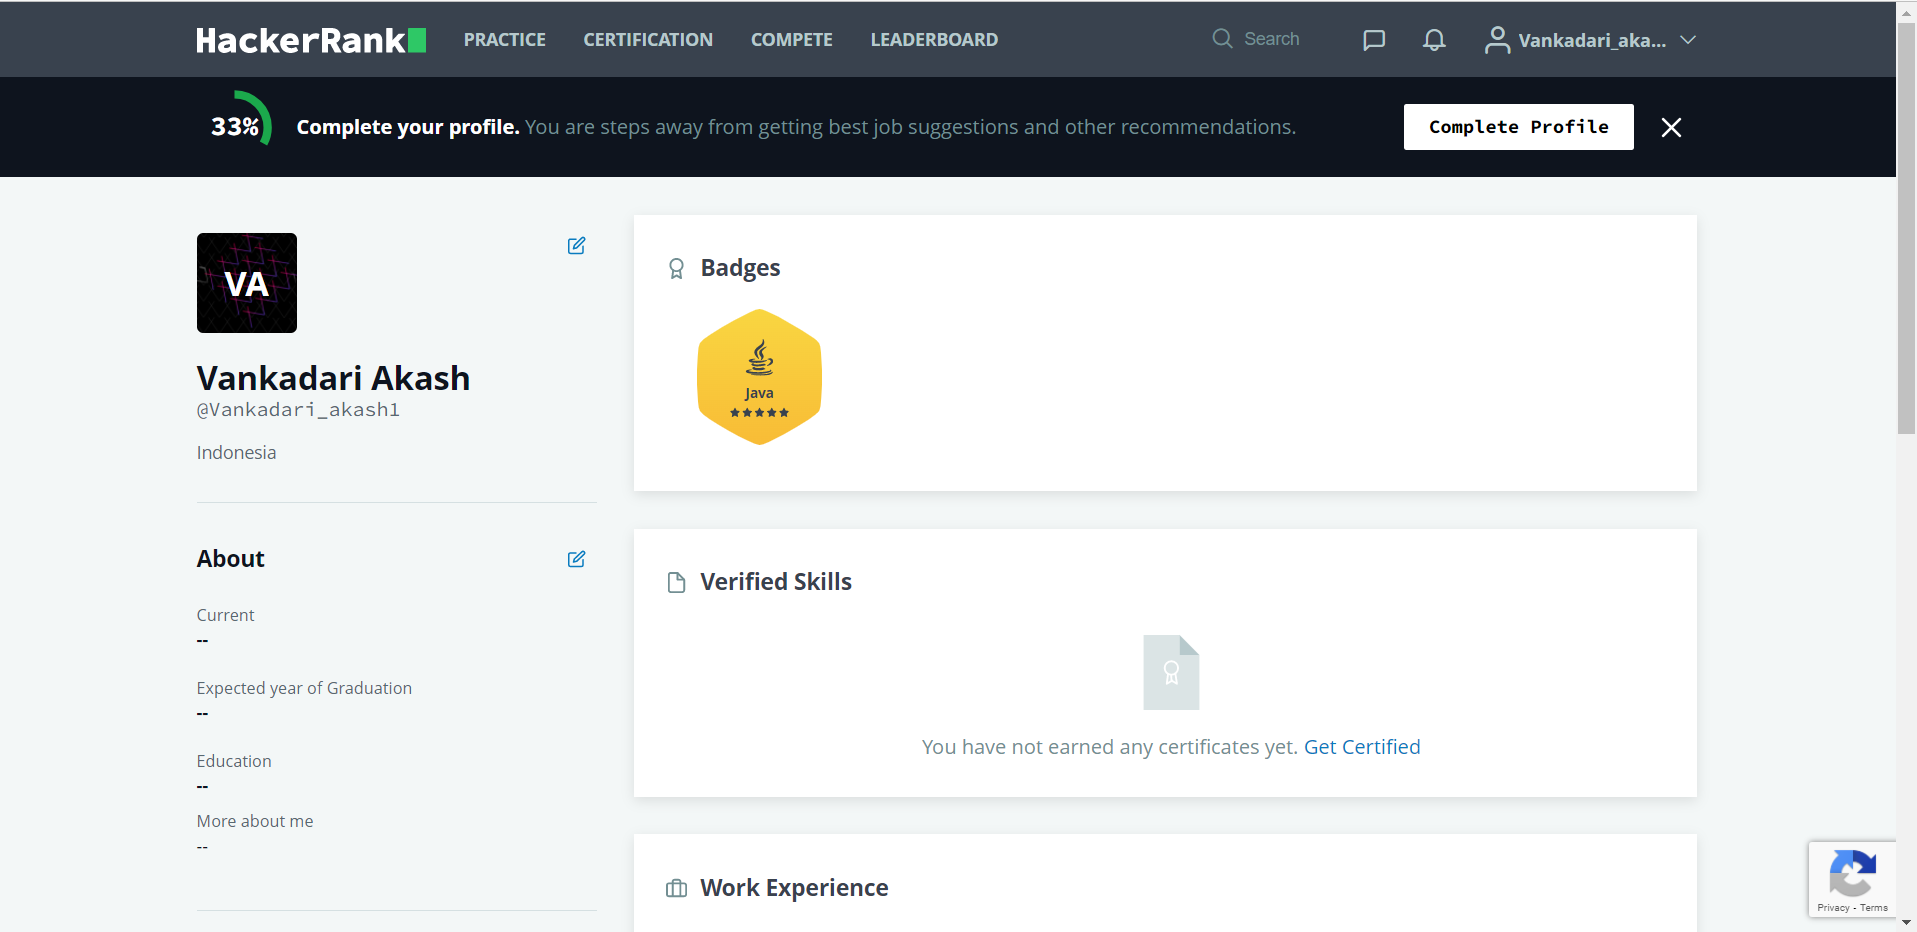 HackerRank PRACTICE CERTIFICATION COMPETE LEADERBOARD Search Vankadari_aka...
33% Complete your profile. You are steps away from getting best job suggestions and other recommendations. Complete Profile
VA
Vankadari Akash
@Vankadari_akash1
Indonesia
About
Current
--
Expected year of Graduation
--
Education
--
More about me
--
Badges
Java
Verified Skills
You have not earned any certificates yet. Get Certified
Work Experience
Privacy - Terms